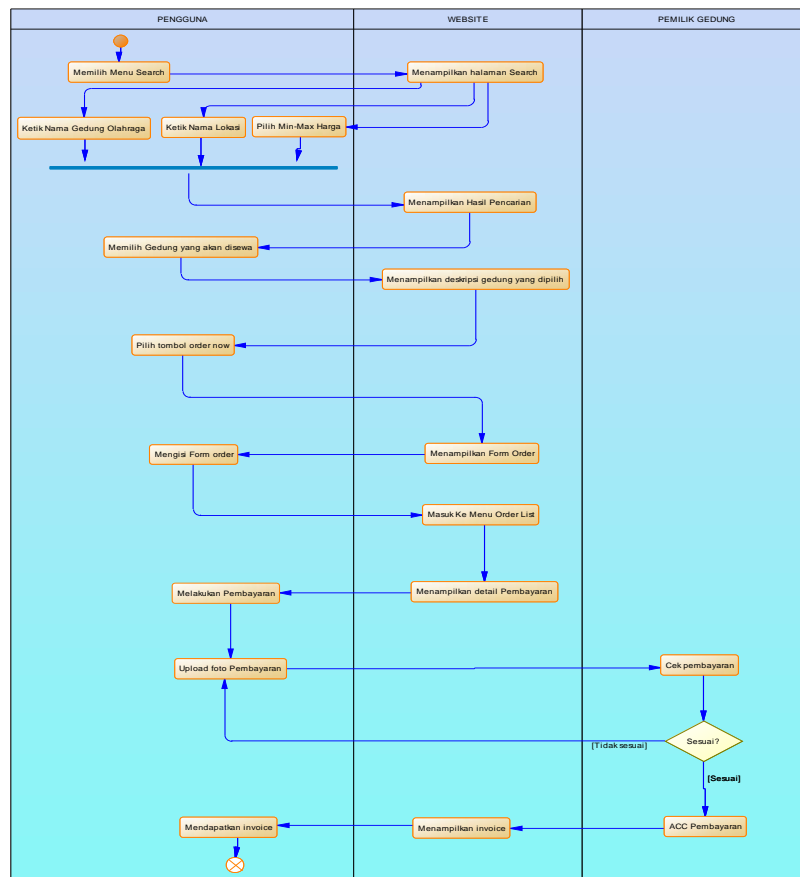 PENGGUNA
WEBSITE
PEMILIK GEDUNG
Memilih Menu Search
Menampilkan halaman Search
Ketik Nama Gedung Olahraga
Ketik Nama Lokasi
Pilih Min-Max Harga
Menampilkan Hasil Pencarian
Memilih Gedung yang akan disewa
Menampilkan deskripsi gedung yang dipilih
Pilih tombol order now
Menampilkan Form Order
Mengisi Form order
Masuk Ke Menu Order List
Menampilkan detail Pembayaran
Melakukan Pembayaran
Upload foto Pembayaran
Cek pembayaran
Sesuai?
[Tidak sesuai]
[Sesuai]
ACC Pembayaran
Menampilkan invoice
Mendapatkan invoice